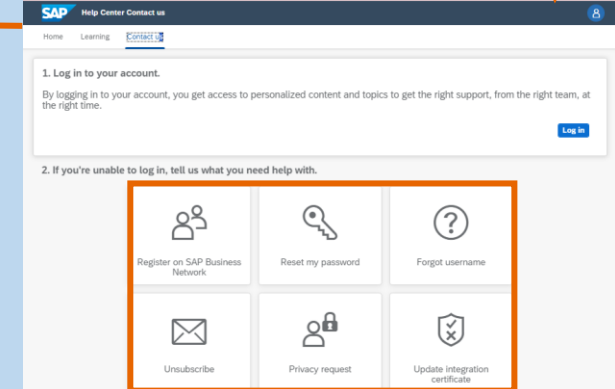 SAP Help Center Contact us
Home Learning Contact us
1. Log in to your account.
By logging in to your account, you get access to personalized content and topics to get the right support, from the right team, at
the right time.
Log in
2. If you're unable to log in, tell us what you need help with.
Register on SAP Business
Network
Reset my password
Forgot username
Unsubscribe
Privacy request
Update integration
certificate